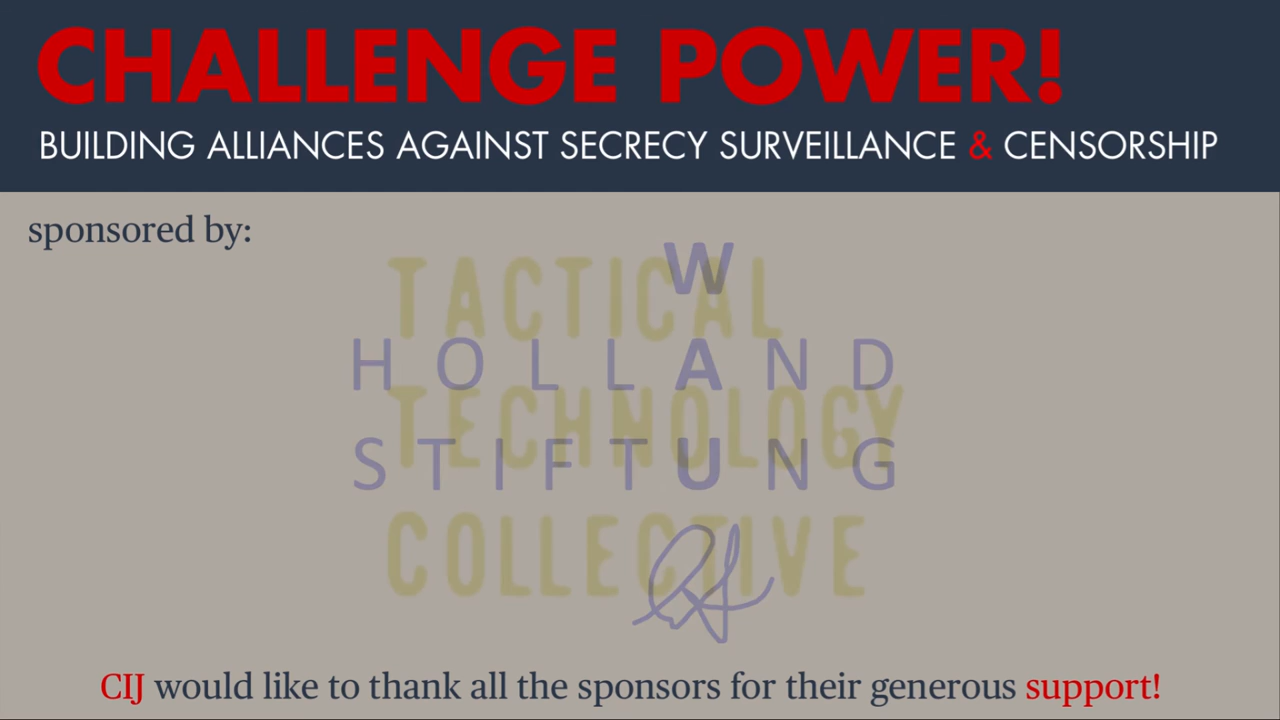 CHALLENGE POWER!
BUILDING ALLIANCES AGAINST SECRECY SURVEILLANCE & CENSORSHIP
sponsored by:
TACTICAL
TECHNOLOGY
COLLECTIVE
W
HOLLAND
STIFTUNG
CIJ would like to thank all the sponsors for their generous support!